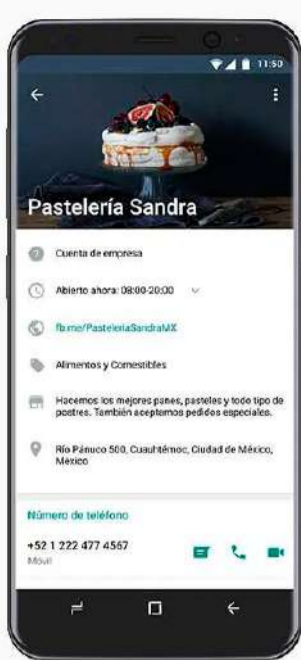 11:50
Pastelería Sandra
Cuenta de empresa
Abierto ahora: 08:00-20:00
fb.me/PasteleriaSandraMX
Alimentos y Comestibles
Hacemos los mejores panes, pasteles y todo tipo de
postres. También aceptamos pedidos especiales.
Río Pánuco 500, Cuauhtémoc, Ciudad de México,
México
Número de teléfono
+52 1 222 477 4567
Móvil